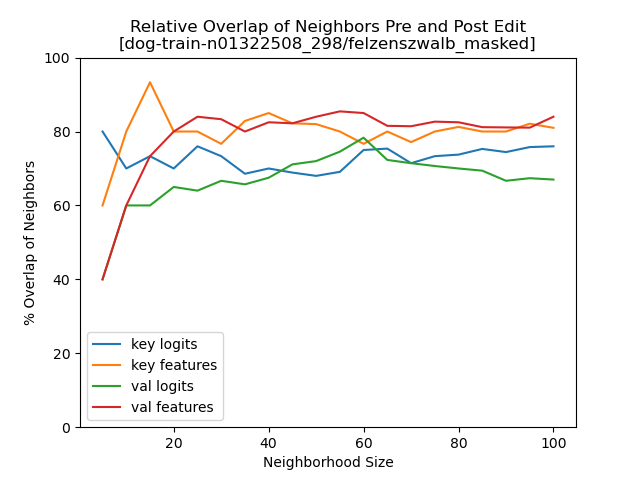 Relative Overlap of Neighbors Pre and Post Edit
[dog-train-n01322508_298/felzenszwalb_masked]
100
80
60
40
20
0
% Overlap of Neighbors
key logits
key features
val logits
val features
20 40 60 80 100
Neighborhood Size